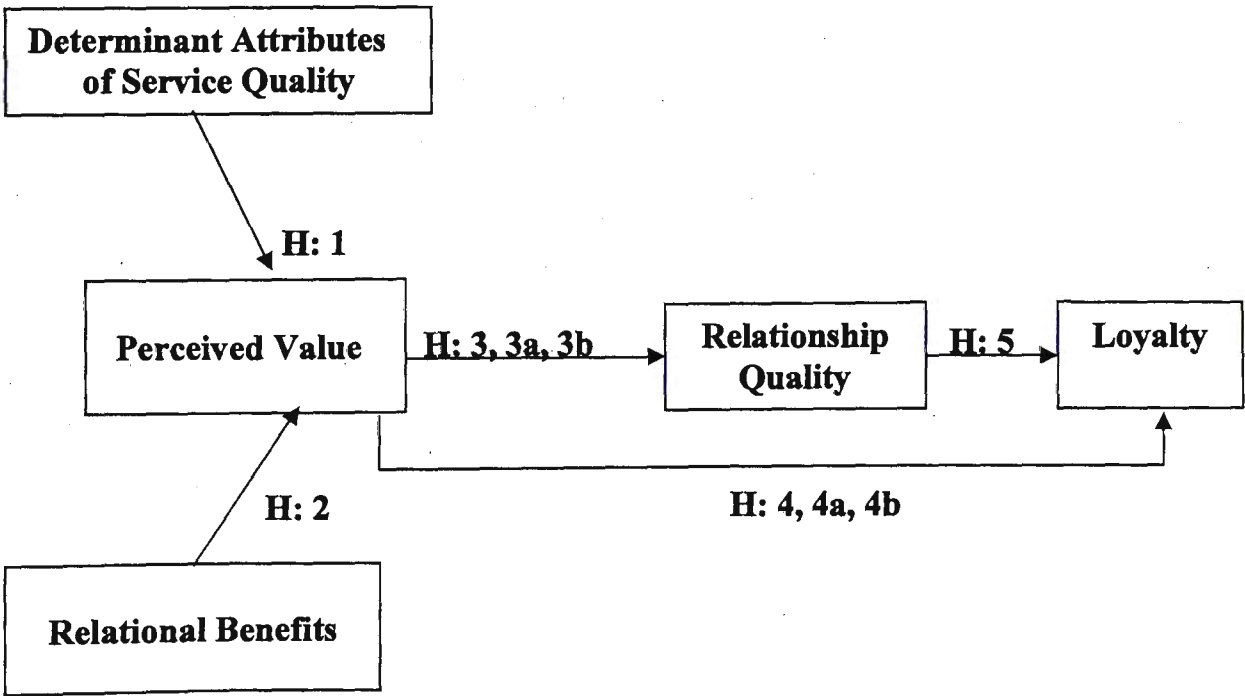 Determinant Attributes
of Service Quality
H: 1
Perceived Value
H: 3, 3a, 3b
Relationship
Quality
H: 5
Loyalty
H: 2
H: 4, 4a, 4b
Relational Benefits